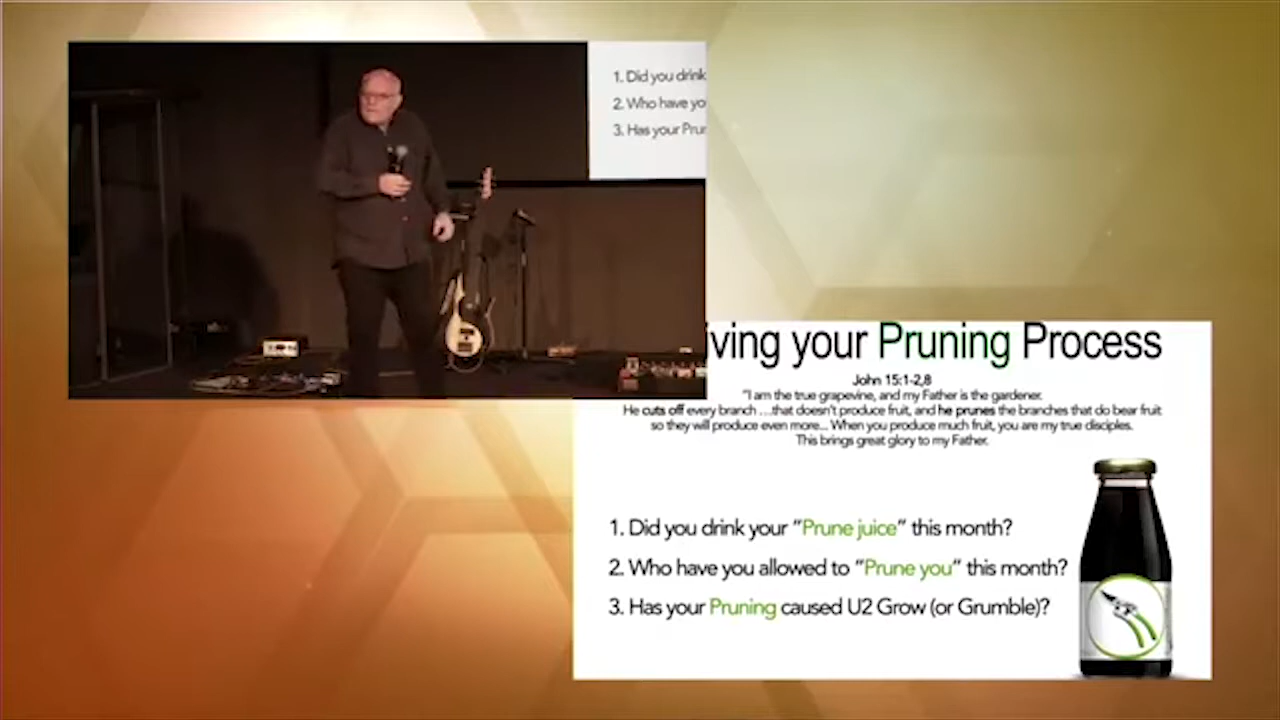 1. Did you drink
2. Who have yo
3. Has your Prun
iving your Pruning Process
John 15:1-2,8
“I am the true grapevine, and my Father is the gardener.
He cuts off every branch ...that doesn't produce fruit, and he prunes the branches that do bear fruit
so they will produce even more... When you produce much fruit, you are my true disciples.
This brings great glory to my Father.
1. Did you drink your “Prune juice” this month?
2. Who have you allowed to “Prune you” this month?
3. Has your Pruning caused U2 Grow (or Grumble)?